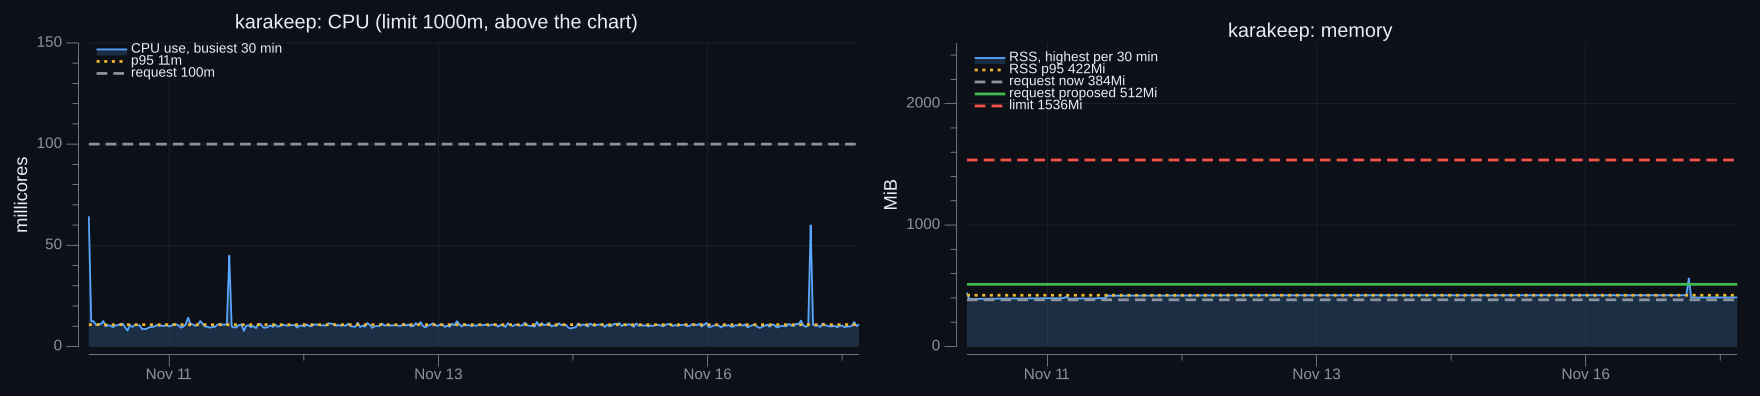 karakeep: CPU (limit 1000m, above the chart)
150
100
50
0
millicores
CPU use, busiest 30 min
p95 11m
request 100m
Nov 11
Nov 13
Nov 16
karakeep: memory
2000
1000
0
MiB
RSS, highest per 30 min
RSS p95 422Mi
request now 384Mi
request proposed 512Mi
limit 1536Mi
Nov 11
Nov 13
Nov 16